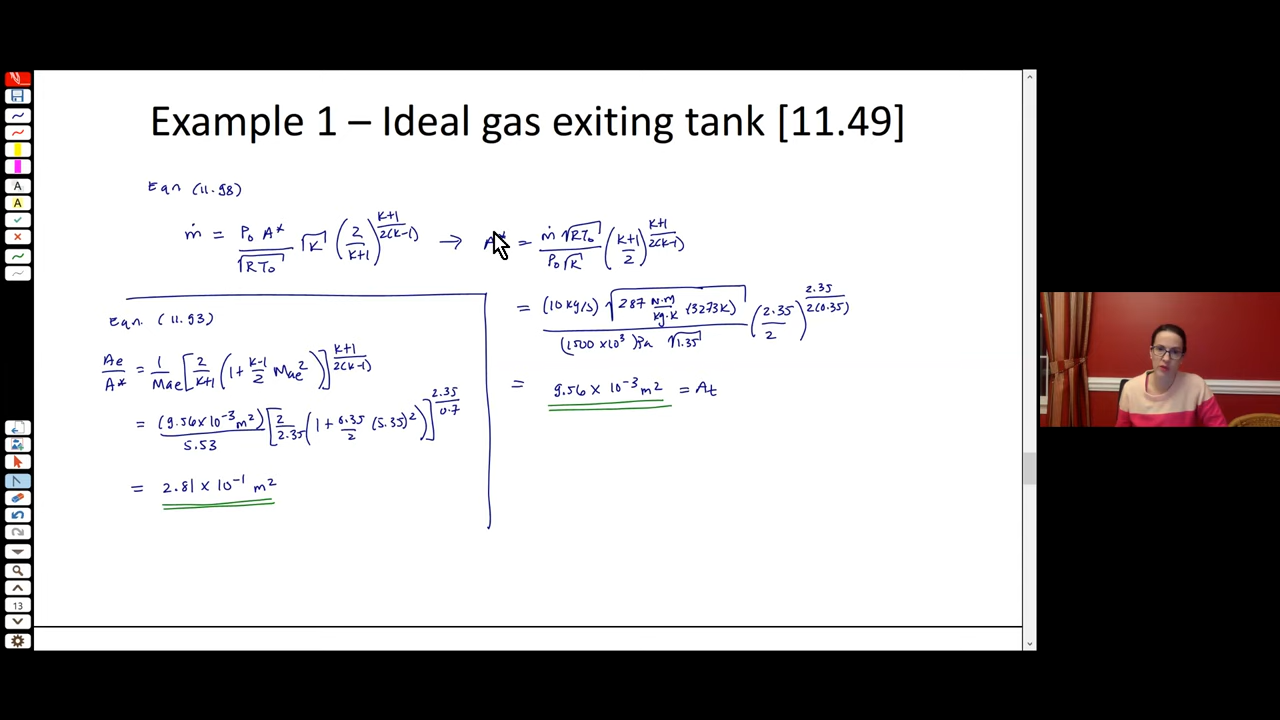 Example 1 – Ideal gas exiting tank [11.49]
Eqn (11.98)
ṁ = P₀ A* / √(RT₀) √K (2/(K+1))^((K+1)/(2(K-1))) → A* = ṁ √(RT₀) / (P₀ √K) ((K+1)/2)^((K+1)/(2(K-1)))
= (10 kg/s) √(287 N·m/(kg·K) (3273K)) / ((1500 x10³) Pa √1.35) (2.35/2)^(2.35/(2(0.35)))
= 9.56 x 10⁻³ m² = At
Eqn. (11.93)
Ae/A* = 1/Mae [2/(K+1) (1 + (K-1)/2 Mae²)]^((K+1)/(2(K-1)))
= (9.56x10⁻³ m²)/5.53 [2/2.35 (1 + 0.35/2 (5.35)²)]^(2.35/0.7)
= 2.81 x 10⁻¹ m²
A
A
13